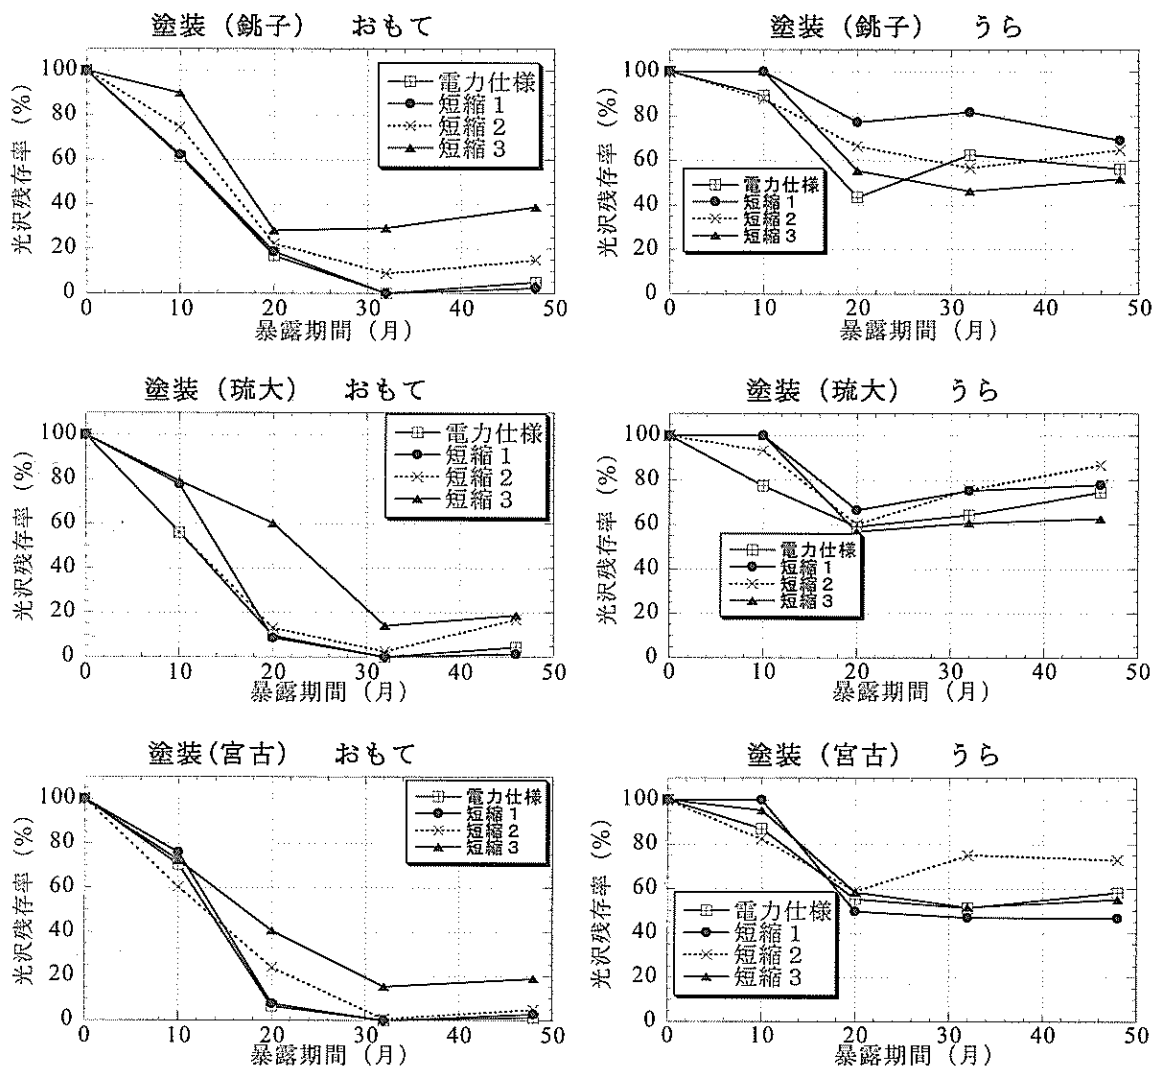 塗装（銚子）　おもて
光沢残存率（%）
100
80
60
40
20
0
電力仕様
短縮１
短縮２
短縮３
0 10 20 30 40 50
暴露期間（月）
塗装（銚子）　うら
光沢残存率（%）
100
80
60
40
20
0
電力仕様
短縮１
短縮２
短縮３
0 10 20 30 40 50
暴露期間（月）
塗装（琉大）　おもて
光沢残存率（%）
100
80
60
40
20
0
電力仕様
短縮１
短縮２
短縮３
0 10 20 30 40 50
暴露期間（月）
塗装（琉大）　うら
光沢残存率（%）
100
80
60
40
20
0
電力仕様
短縮１
短縮２
短縮３
0 10 20 30 40 50
暴露期間（月）
塗装(宮古)　おもて
光沢残存率（%）
100
80
60
40
20
0
電力仕様
短縮１
短縮２
短縮３
0 10 20 30 40 50
暴露期間（月）
塗装（宮古）　うら
光沢残存率（%）
100
80
60
40
20
0
電力仕様
短縮１
短縮２
短縮３
0 10 20 30 40 50
暴露期間（月）